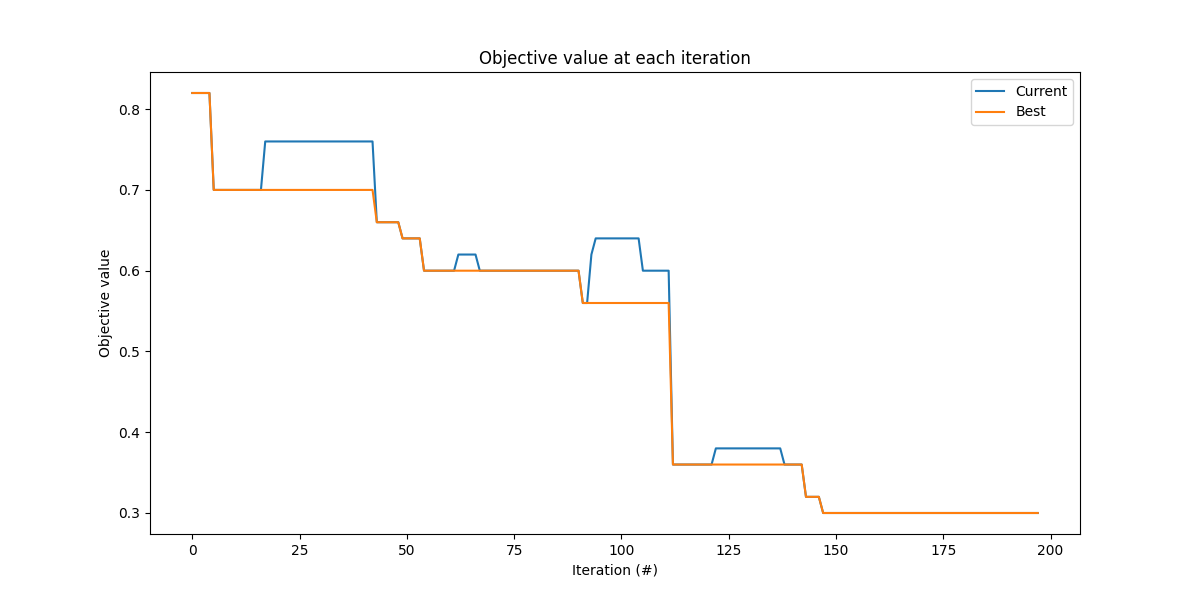 Objective value at each iteration
Current
Best
Objective value
0.8
0.7
0.6
0.5
0.4
0.3
0 25 50 75 100 125 150 175 200
Iteration (#)